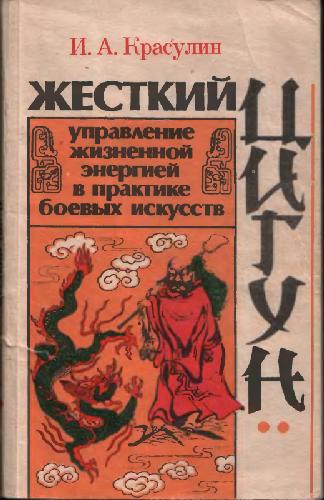 И. А. Красулин
ЖЕСТКИЙ
ЦИГУН
управление
жизненной
энергией
в практике
боевых искусств